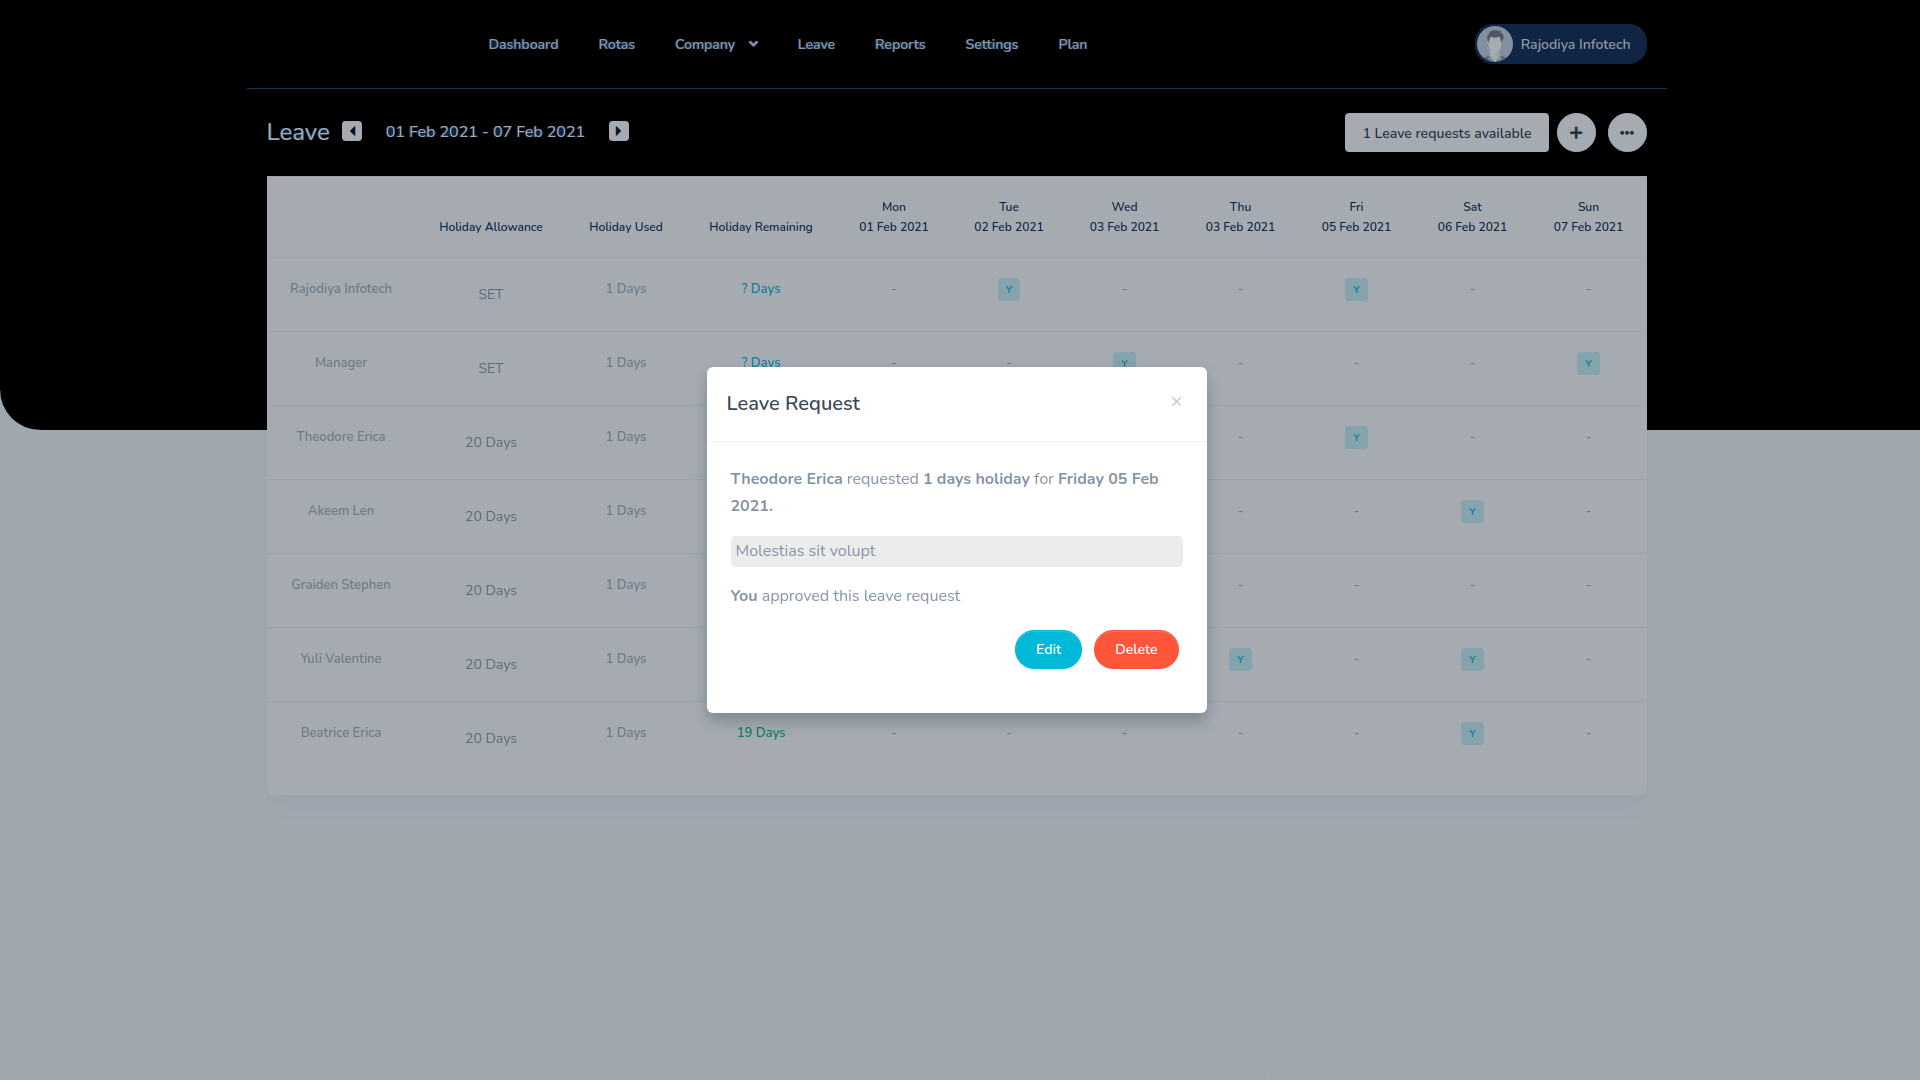 Dashboard Rotas Company Leave Reports Settings Plan Rajodiya Infotech
Leave 01 Feb 2021 - 07 Feb 2021 1 Leave requests available
Mon Tue Wed Thu Fri Sat Sun
Holiday Allowance Holiday Used Holiday Remaining 01 Feb 2021 02 Feb 2021 03 Feb 2021 03 Feb 2021 05 Feb 2021 06 Feb 2021 07 Feb 2021
Rajodiya Infotech SET 1 Days ? Days - Y - - Y - -
Manager SET 1 Days ? Days - - Y - - - Y
Theodore Erica 20 Days 1 Days - Y - -
Akeem Len 20 Days 1 Days - - Y -
Graiden Stephen 20 Days 1 Days - - - -
Yuli Valentine 20 Days 1 Days Y - Y -
Beatrice Erica 20 Days 1 Days 19 Days - - - - - Y -
Leave Request ×
Theodore Erica requested 1 days holiday for Friday 05 Feb
2021.
Molestias sit volupt
You approved this leave request
Edit Delete